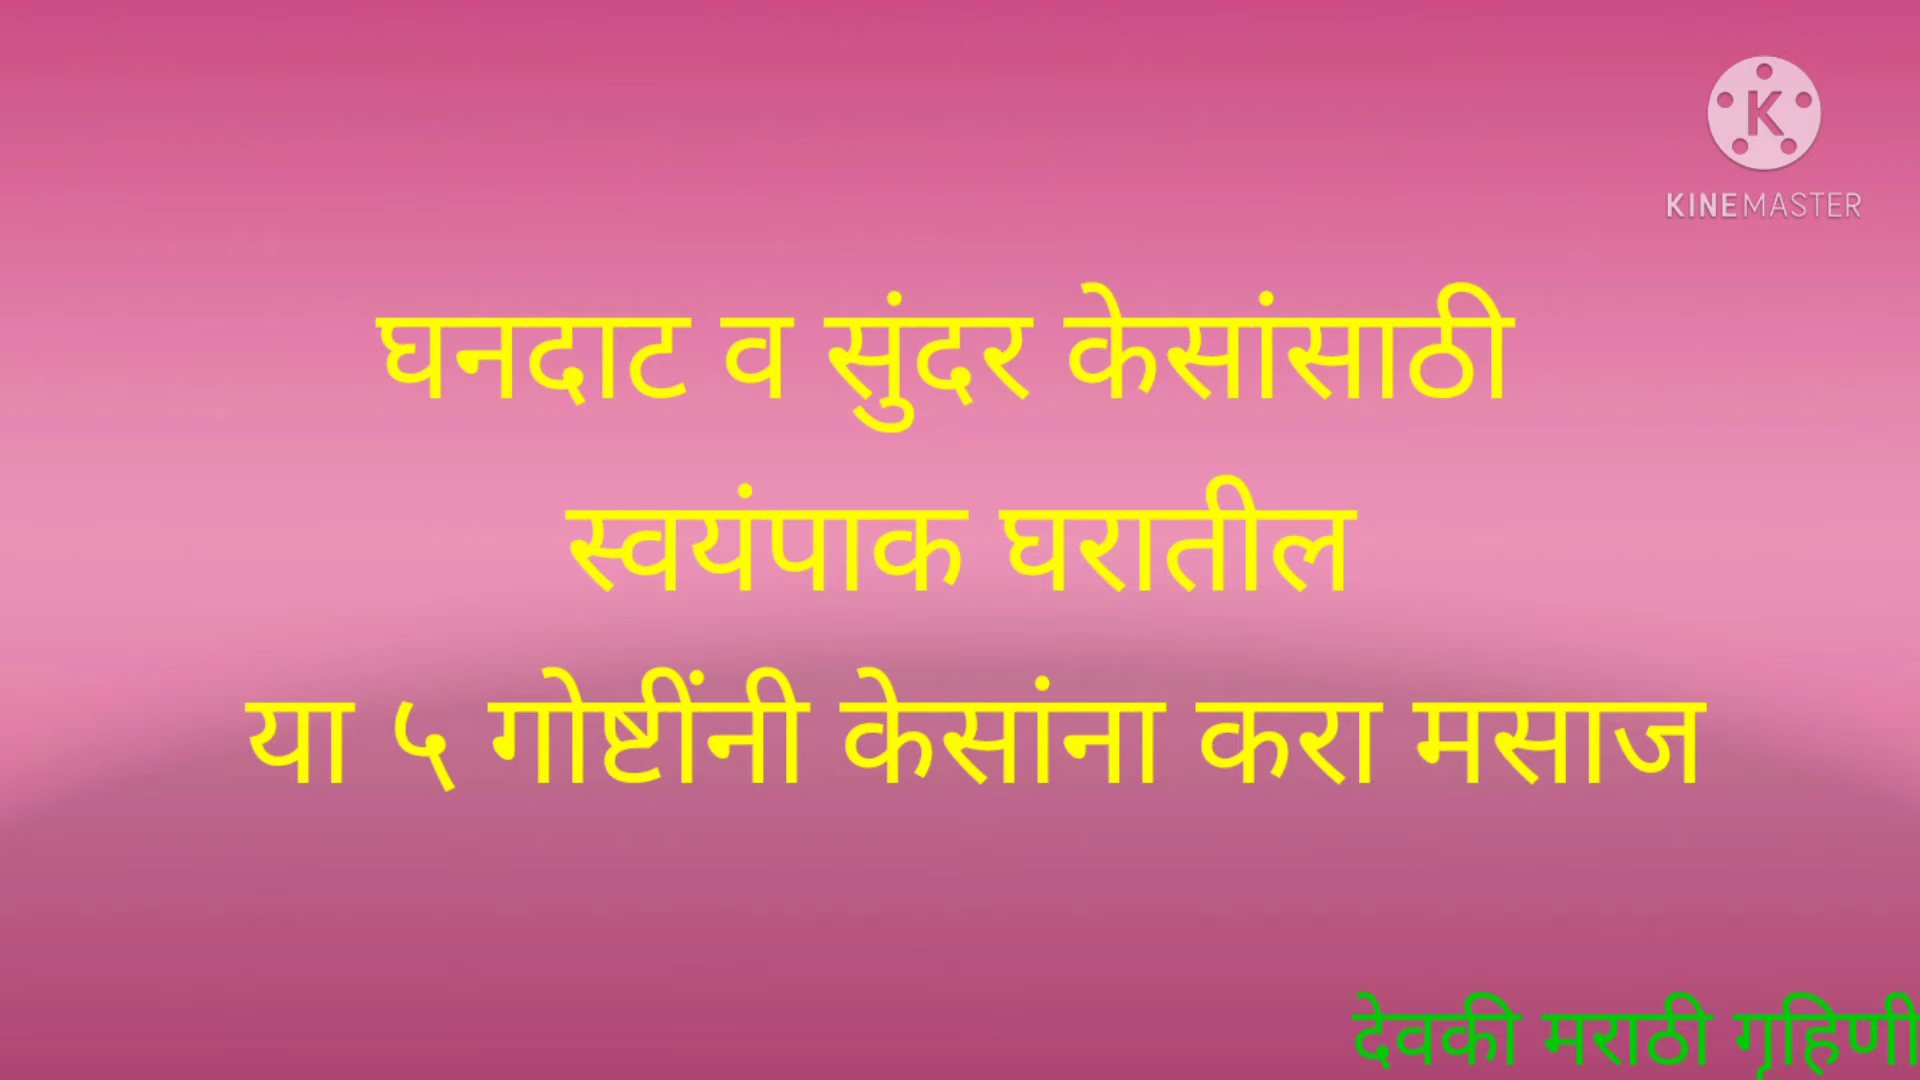 K
KINEMASTER
घनदाट व सुंदर केसांसाठी
स्वयंपाक घरातील
या ५ गोष्टींनी केसांना करा मसाज
देवकी मराठी गृहिणी